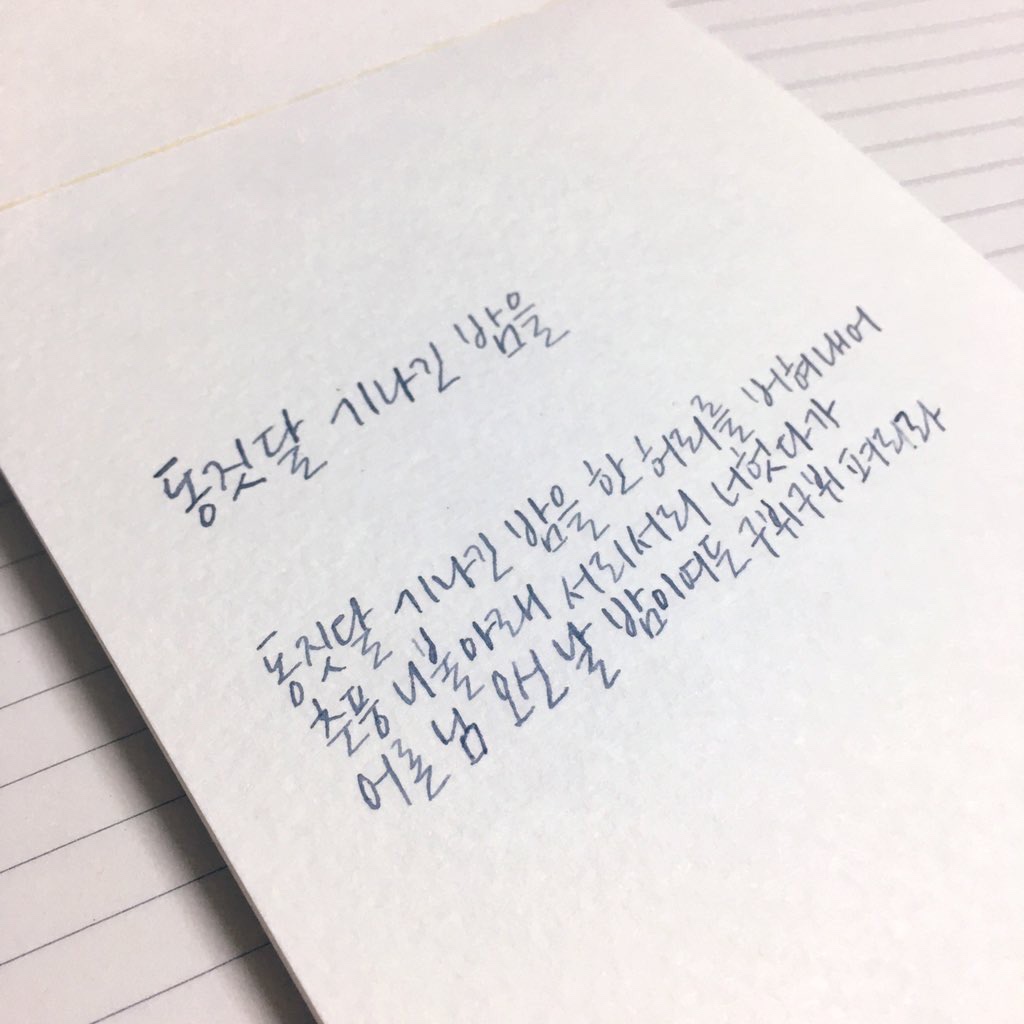 동짓달 기나긴 밤을
동짓달 기나긴 밤을 한 허리를 버혀내어
춘풍 니불아래 서리서리 너헛다가
어룬 님 오신 날 밤이여든 구뷔구뷔 펴리라